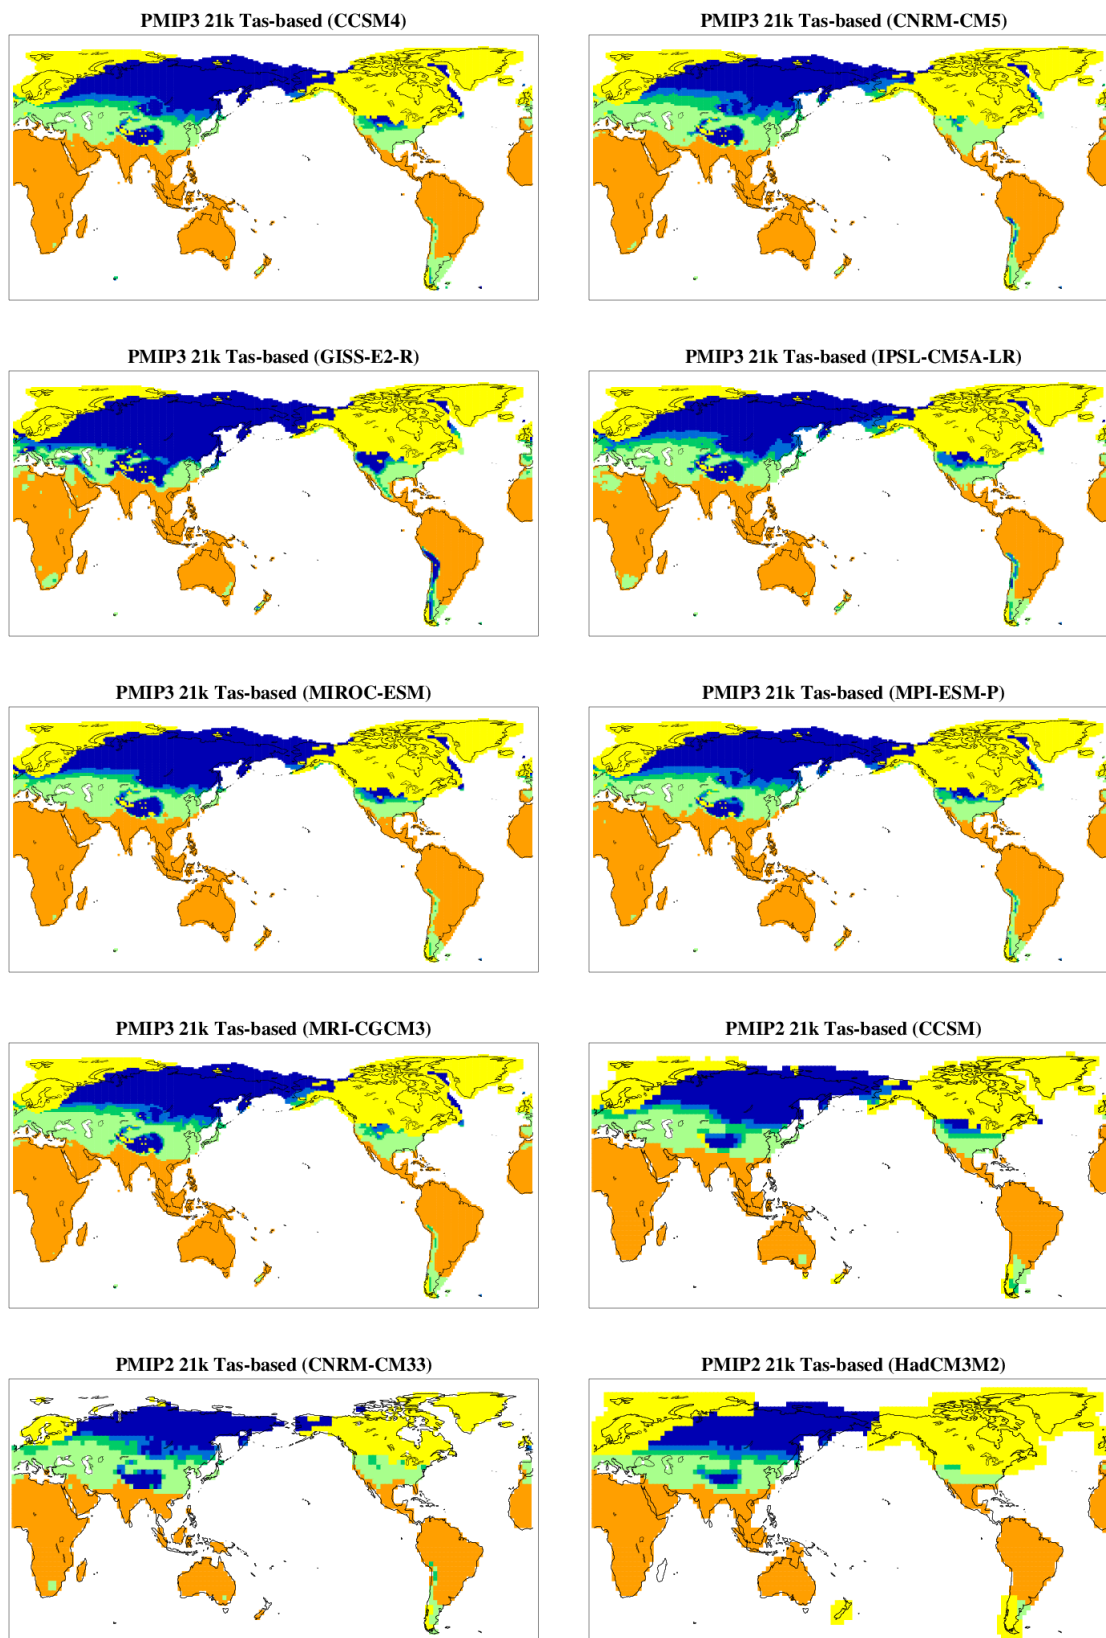 PMIP3 21k Tas-based (CCSM4)
PMIP3 21k Tas-based (CNRM-CM5)
PMIP3 21k Tas-based (GISS-E2-R)
PMIP3 21k Tas-based (IPSL-CM5A-LR)
PMIP3 21k Tas-based (MIROC-ESM)
PMIP3 21k Tas-based (MPI-ESM-P)
PMIP3 21k Tas-based (MRI-CGCM3)
PMIP2 21k Tas-based (CCSM)
PMIP2 21k Tas-based (CNRM-CM33)
PMIP2 21k Tas-based (HadCM3M2)